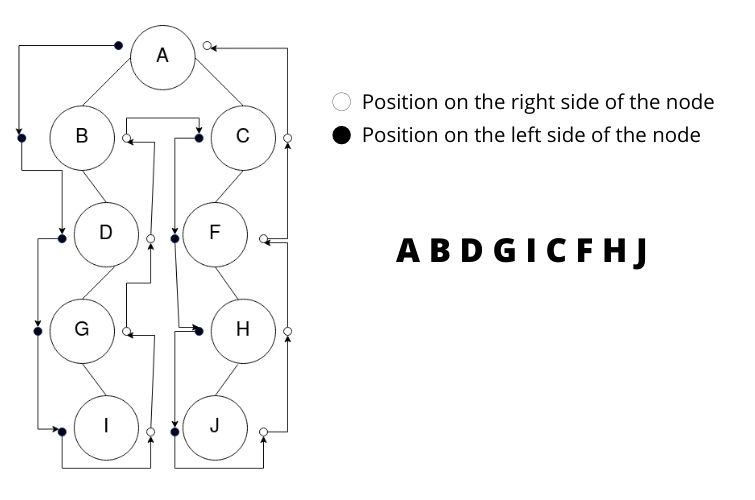 A
B
C
D
F
G
H
I
J
Position on the right side of the node
Position on the left side of the node
A B D G I C F H J